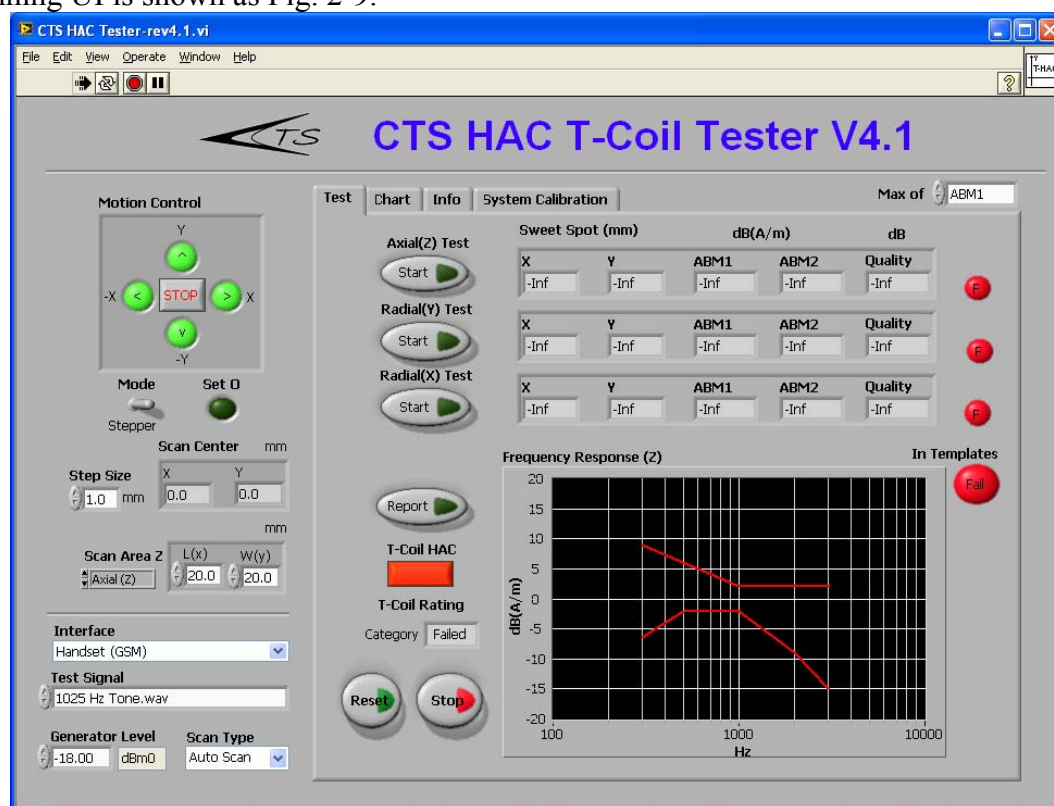 ning UI is shown as Fig. 2-9.
CTS HAC Tester-rev4.1.vi
File Edit View Operate Window Help
T-HAC
CTS CTS HAC T-Coil Tester V4.1
Motion Control
Y
-X < STOP > X
-Y
Mode Set 0
Stepper
Scan Center mm
Step Size X Y
1.0 mm 0.0 0.0
mm
Scan Area Z L(x) W(y)
Axial (Z) 20.0 20.0
Interface
Handset (GSM)
Test Signal
1025 Hz Tone.wav
Generator Level Scan Type
-18.00 dBm0 Auto Scan
Test Chart Info System Calibration
Max of ABM1
Sweet Spot (mm) dB(A/m) dB
Axial(Z) Test
Start
X Y ABM1 ABM2 Quality
-Inf -Inf -Inf -Inf -Inf F
Radial(Y) Test
Start
X Y ABM1 ABM2 Quality
-Inf -Inf -Inf -Inf -Inf F
Radial(X) Test
Start
X Y ABM1 ABM2 Quality
-Inf -Inf -Inf -Inf -Inf F
Report
T-Coil HAC
T-Coil Rating
Category Failed
Reset Stop
Frequency Response (Z) In Templates
Fail
dB(A/m)
20
15
10
5
0
-5
-10
-15
-20
100 1000 10000
Hz